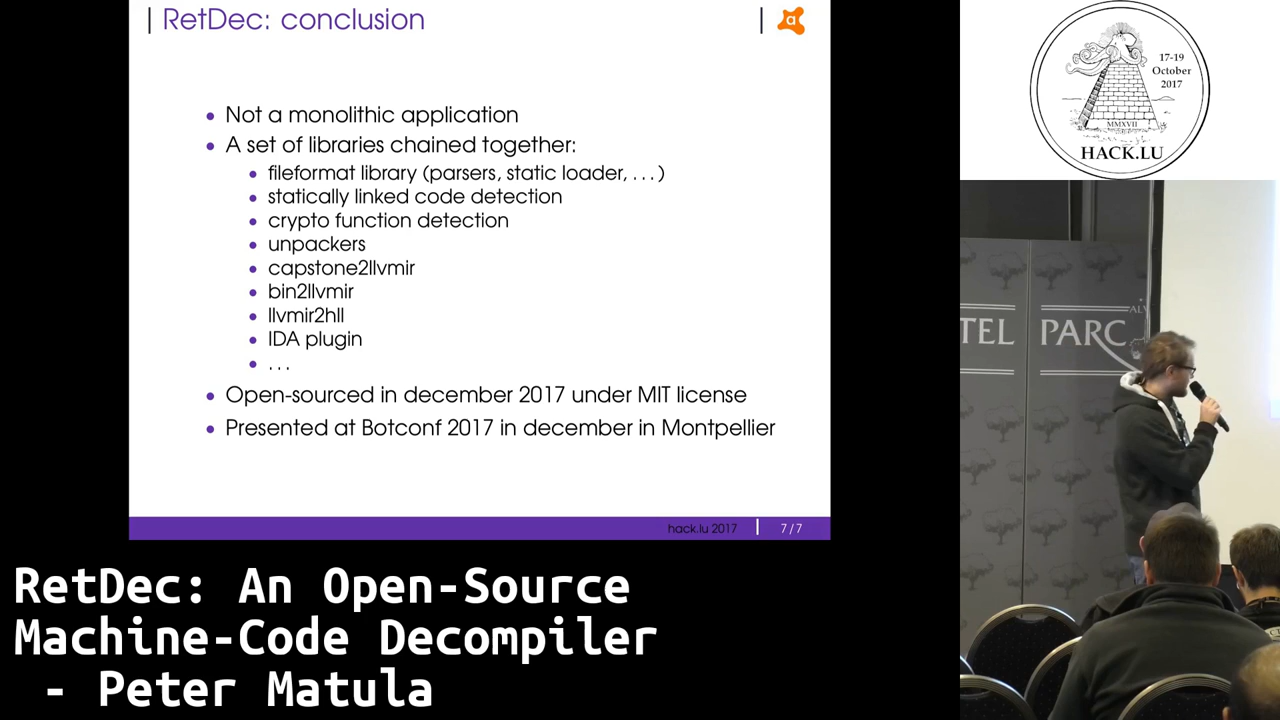 RetDec: conclusion
a
Not a monolithic application
A set of libraries chained together:
fileformat library (parsers, static loader, . . . )
statically linked code detection
crypto function detection
unpackers
capstone2llvmir
bin2llvmir
llvmir2hll
IDA plugin
. . .
Open-sourced in december 2017 under MIT license
Presented at Botconf 2017 in december in Montpellier
hack.lu 2017
7 / 7
RetDec: An Open-Source
Machine-Code Decompiler
- Peter Matula
17-19
October
2017
MMXVII
HACK.LU
ALV
TEL PARC